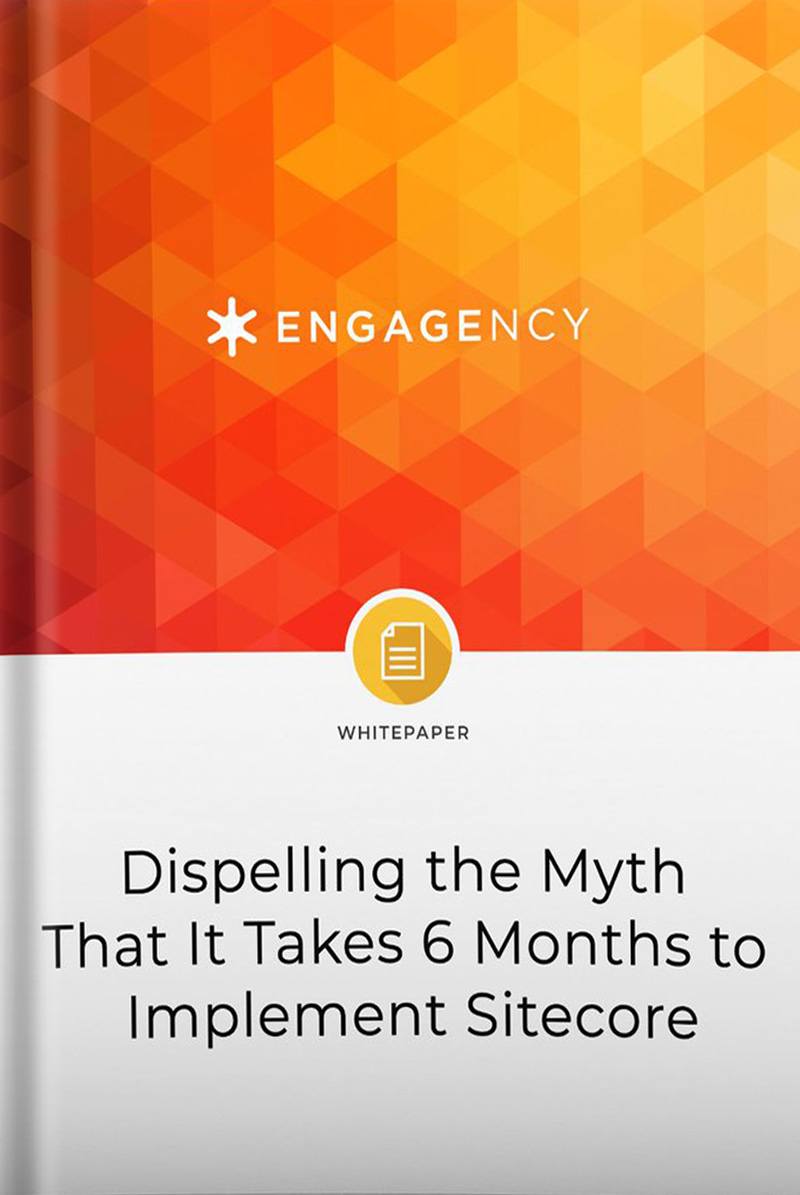 ENGAGENCY
WHITEPAPER
Dispelling the Myth
That It Takes 6 Months to
Implement Sitecore